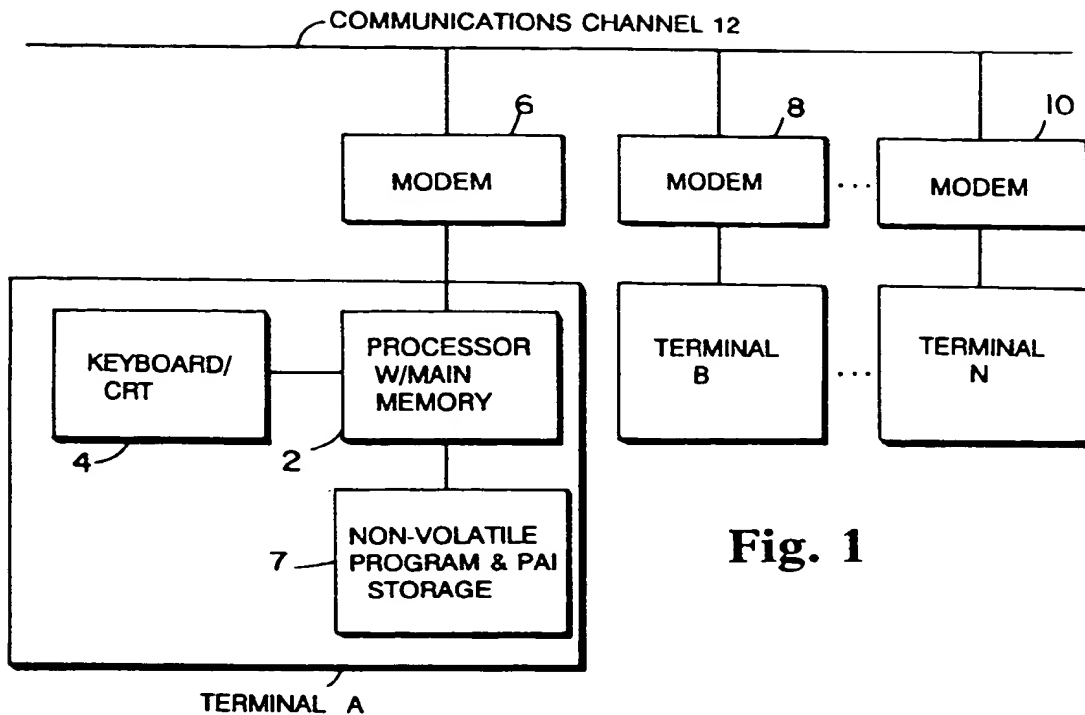 COMMUNICATIONS CHANNEL 12
6
8
10
MODEM
MODEM
...
MODEM
KEYBOARD/
CRT
4
PROCESSOR
W/MAIN
MEMORY
2
TERMINAL
B
...
TERMINAL
N
7
NON-VOLATILE
PROGRAM & PAI
STORAGE
TERMINAL A
Fig. 1